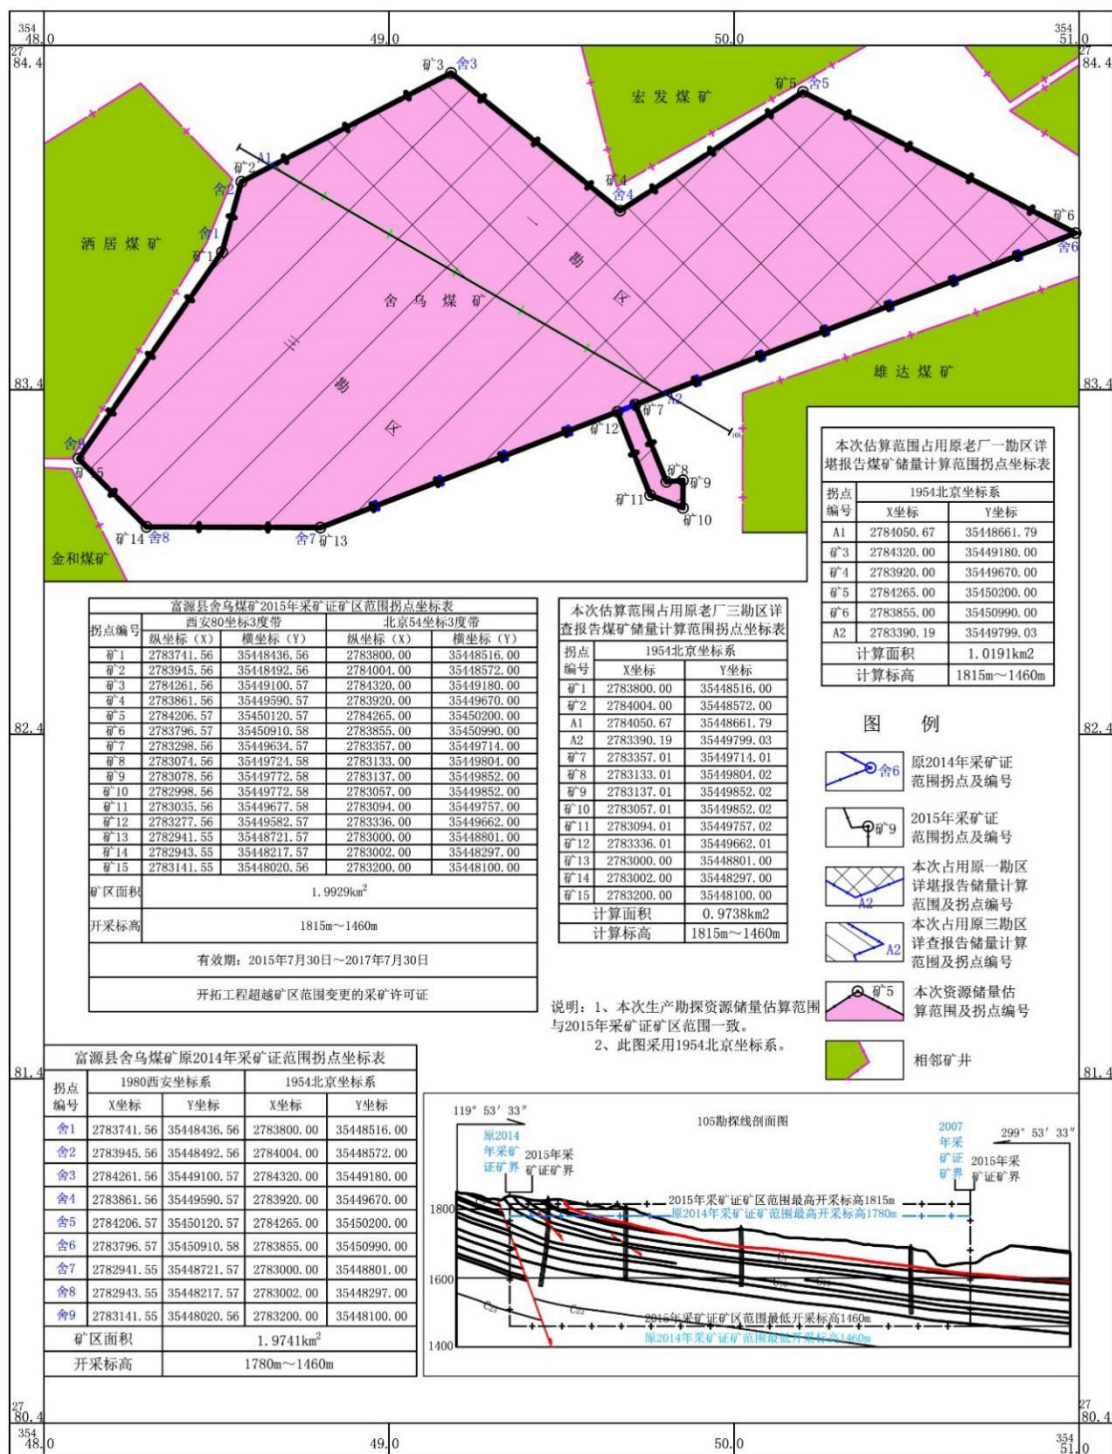 354
48.0 49.0 50.0 354 51.0
27
84.4
84.4
83.4
83.4
82.4
82.4
81.4
81.4
27
80.4
27
80.4
354
48.0 49.0 50.0 354 51.0
矿3 舍3
宏发煤矿
矿5 舍5
A1
矿2
舍2
矿4
舍4
矿6
舍6
洒居煤矿
舍1
矿1
一勘区
舍乌煤矿
三勘区
雄达煤矿
A2
矿7
矿12
舍9
矿15
矿8
矿9
矿11
矿10
矿14 舍8
舍7 矿13
金和煤矿
本次估算范围占用原老厂一勘区详
堪报告煤矿储量计算范围拐点坐标表
拐点编号 1954北京坐标系
X坐标 Y坐标
A1 2784050.67 35448661.79
矿3 2784320.00 35449180.00
矿4 2783920.00 35449670.00
矿5 2784265.00 35450200.00
矿6 2783855.00 35450990.00
A2 2783390.19 35449799.03
计算面积 1.0191km2
计算标高 1815m~1460m
富源县舍乌煤矿2015年采矿证矿区范围拐点坐标表
拐点编号 西安80坐标3度带 北京54坐标3度带
纵坐标（X） 横坐标（Y） 纵坐标（X） 横坐标（Y）
矿1 2783741.56 35448436.56 2783800.00 35448516.00
矿2 2783945.56 35448492.56 2784004.00 35448572.00
矿3 2784261.56 35449100.57 2784320.00 35449180.00
矿4 2783861.56 35449590.57 2783920.00 35449670.00
矿5 2784206.57 35450120.57 2784265.00 35450200.00
矿6 2783796.57 35450910.58 2783855.00 35450990.00
矿7 2783298.56 35449634.57 2783357.00 35449714.00
矿8 2783074.56 35449724.58 2783133.00 35449804.00
矿9 2783078.56 35449772.58 2783137.00 35449852.00
矿10 2782998.56 35449772.58 2783057.00 35449852.00
矿11 2783035.56 35449677.58 2783094.00 35449757.00
矿12 2783277.56 35449582.57 2783336.00 35449662.00
矿13 2782941.55 35448721.57 2783000.00 35448801.00
矿14 2782943.55 35448217.57 2783002.00 35448297.00
矿15 2783141.55 35448020.56 2783200.00 35448100.00
矿区面积 1.9929km²
开采标高 1815m~1460m
有效期：2015年7月30日～2017年7月30日
开拓工程超越矿区范围变更的采矿许可证
本次估算范围占用原老厂三勘区详
查报告煤矿储量计算范围拐点坐标表
拐点编号 1954北京坐标系
X坐标 Y坐标
矿1 2783800.00 35448516.00
矿2 2784004.00 35448572.00
A1 2784050.67 35448661.79
A2 2783390.19 35449799.03
矿7 2783357.01 35449714.01
矿8 2783133.01 35449804.02
矿9 2783137.01 35449852.02
矿10 2783057.01 35449852.02
矿11 2783094.01 35449757.02
矿12 2783336.01 35449662.01
矿13 2783000.00 35448801.00
矿14 2783002.00 35448297.00
矿15 2783200.00 35448100.00
计算面积 0.9738km2
计算标高 1815m~1460m
图 例
舍6 原2014年采矿证
范围拐点及编号
矿9 2015年采矿证
范围拐点及编号
A2 本次占用原一勘区
详堪报告储量计算
范围及拐点编号
A2 本次占用原三勘区
详查报告储量计算
范围及拐点编号
矿5 本次资源储量估
算范围及拐点编号
相邻矿井
说明：1、本次生产勘探资源储量估算范围
与2015年采矿证矿区范围一致。
2、此图采用1954北京坐标系。
富源县舍乌煤矿原2014年采矿证范围拐点坐标表
拐点编号 1980西安坐标系 1954北京坐标系
X坐标 Y坐标 X坐标 Y坐标
舍1 2783741.56 35448436.56 2783800.00 35448516.00
舍2 2783945.56 35448492.56 2784004.00 35448572.00
舍3 2784261.56 35449100.57 2784320.00 35449180.00
舍4 2783861.56 35449590.57 2783920.00 35449670.00
舍5 2784206.57 35450120.57 2784265.00 35450200.00
舍6 2783796.57 35450910.58 2783855.00 35450990.00
舍7 2782941.55 35448721.57 2783000.00 35448801.00
舍8 2782943.55 35448217.57 2783002.00 35448297.00
舍9 2783141.55 35448020.56 2783200.00 35448100.00
矿区面积 1.9741km²
开采标高 1780m~1460m
105勘探线剖面图
119° 53′ 33″
299° 53′ 33″
原2014年采矿证矿界
2015年采矿证矿界
2007年采矿证矿界
2015年采矿证矿界
1800
1600
1400
2015年采矿证矿区范围最高开采标高1815m
原2014年采矿证矿范围最高开采标高1780m
C23
C23
2015年采矿证矿区范围最低开采标高1460m
原2014年采矿证矿范围最低开采标高1460m